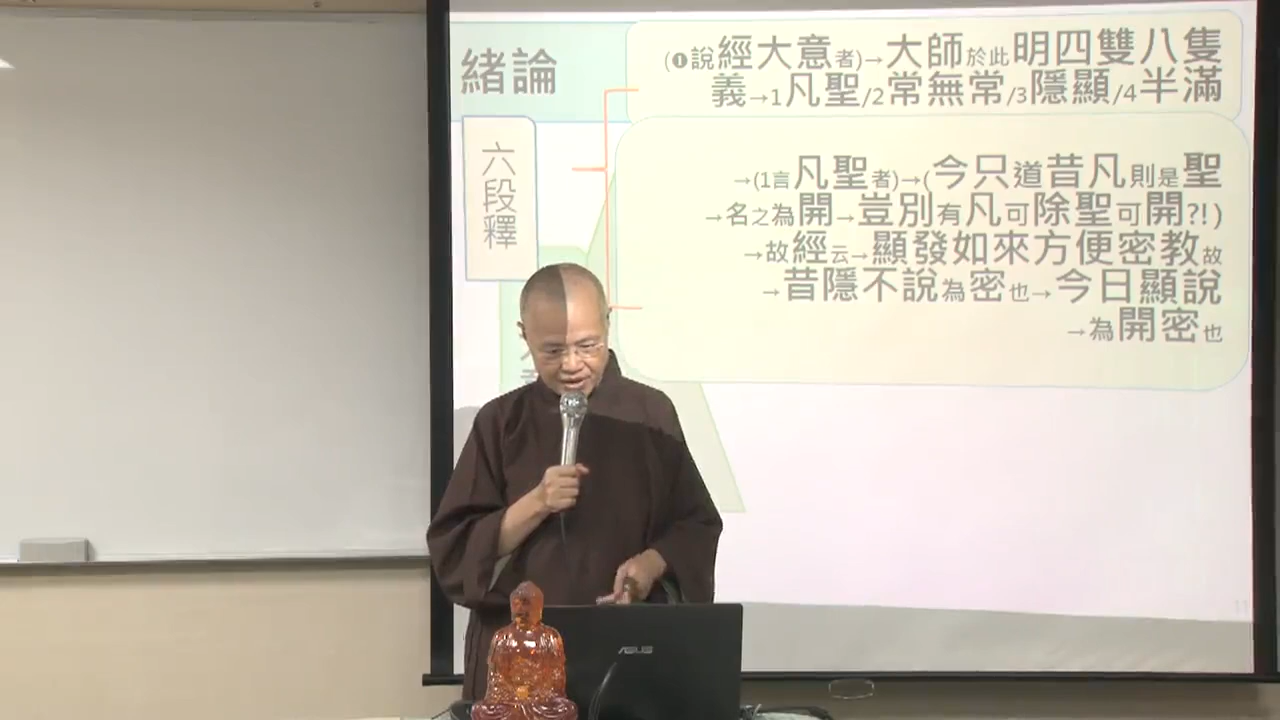 緒論
六段釋
(❶說經大意者)→大師於此明四雙八隻
義→1凡聖/2常無常/3隱顯/4半滿
→(1言凡聖者)→(今只道昔凡則是聖
→名之為開→豈別有凡可除聖可開?!)
→故經云→顯發如來方便密教故
→昔隱不說為密也→今日顯說
→為開密也
11
ASUS